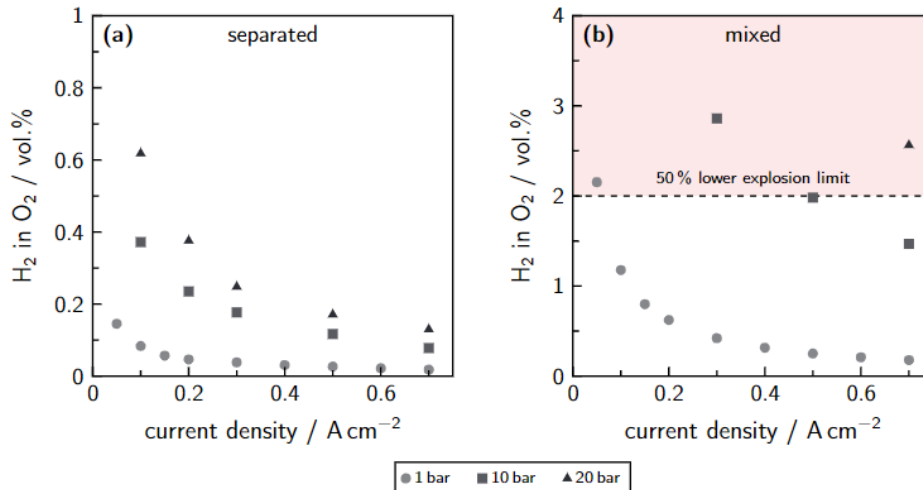 (a) separated
1
0.8
0.6
0.4
0.2
0
H₂ in O₂ / vol.%
0 0.2 0.4 0.6
current density / A cm⁻²
(b) mixed
4
3
2
1
0
50 % lower explosion limit
H₂ in O₂ / vol.%
0 0.2 0.4 0.6
current density / A cm⁻²
1 bar 10 bar 20 bar